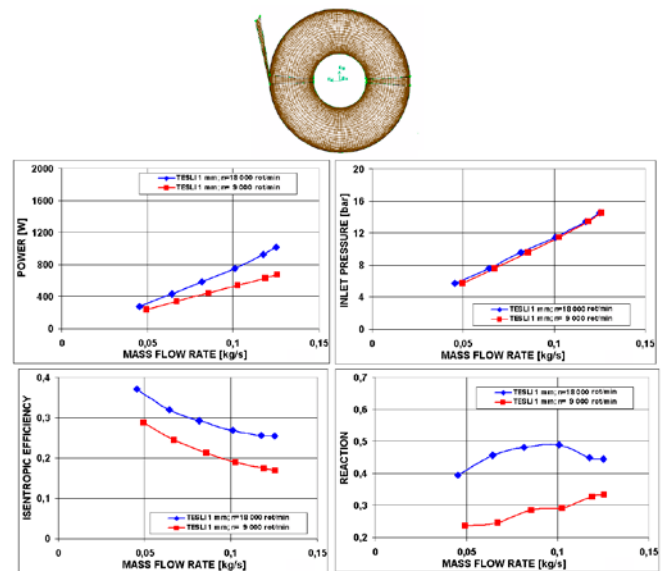 POWER [W]
2000
1600
1200
800
400
0
TESLI 1 mm; n=18 000 rot/min
TESLI 1 mm; n= 9 000 rot/min
0
0,05
0,1
0,15
MASS FLOW RATE [kg/s]
INLET PRESSURE [bar]
20
16
12
8
4
0
TESLI 1 mm; n=18 000 rot/min
TESLI 1 mm; n= 9 000 rot/min
0
0,05
0,1
0,15
MASS FLOW RATE [kg/s]
ISENTROPIC EFFICIENCY
0,4
0,3
0,2
0,1
0
TESLI 1 mm; n=18 000 rot/min
TESLI 1 mm; n= 9 000 rot/min
0
0,05
0,1
0,15
MASS FLOW RATE [kg/s]
REACTION
0,7
0,6
0,5
0,4
0,3
0,2
TESLI 1 mm; n=18 000 rot/min
TESLI 1 mm; n= 9 000 rot/min
0
0,05
0,1
0,15
MASS FLOW RATE [kg/s]